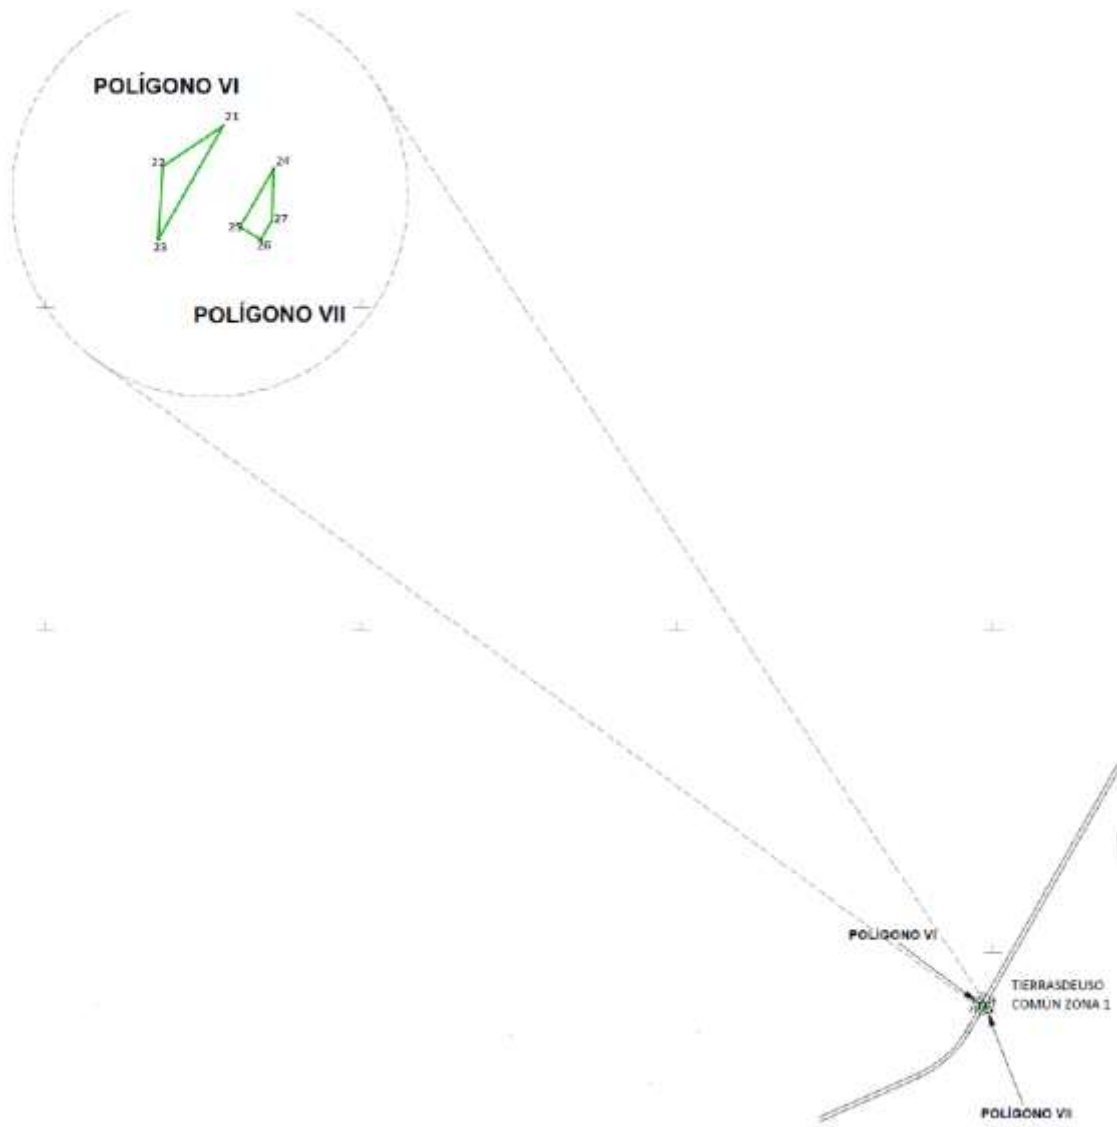 POLÍGONO VI
21
22
24
25
27
23
26
POLÍGONO VII
POLÍGONO VI
TIERRASDEUSO
COMÚN ZONA 1
POLÍGONO VII